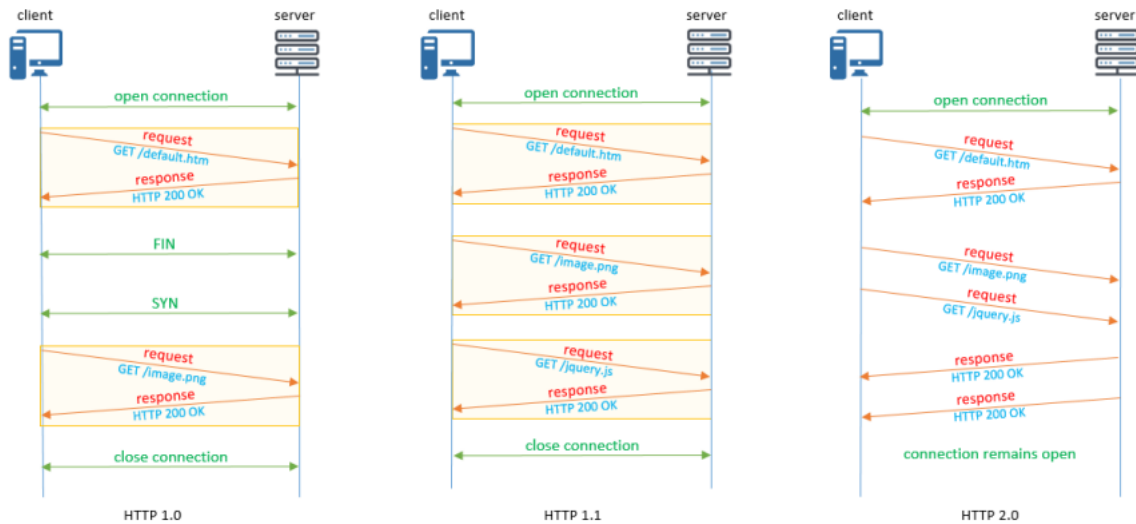 client
server
open connection
request
GET /default.htm
response
HTTP 200 OK
FIN
SYN
request
GET /image.png
response
HTTP 200 OK
close connection
HTTP 1.0
client
server
open connection
request
GET /default.htm
response
HTTP 200 OK
request
GET /image.png
response
HTTP 200 OK
request
GET /jquery.js
response
HTTP 200 OK
close connection
HTTP 1.1
client
server
open connection
request
GET /default.htm
response
HTTP 200 OK
request
GET /image.png
request
GET /jquery.js
response
HTTP 200 OK
response
HTTP 200 OK
connection remains open
HTTP 2.0